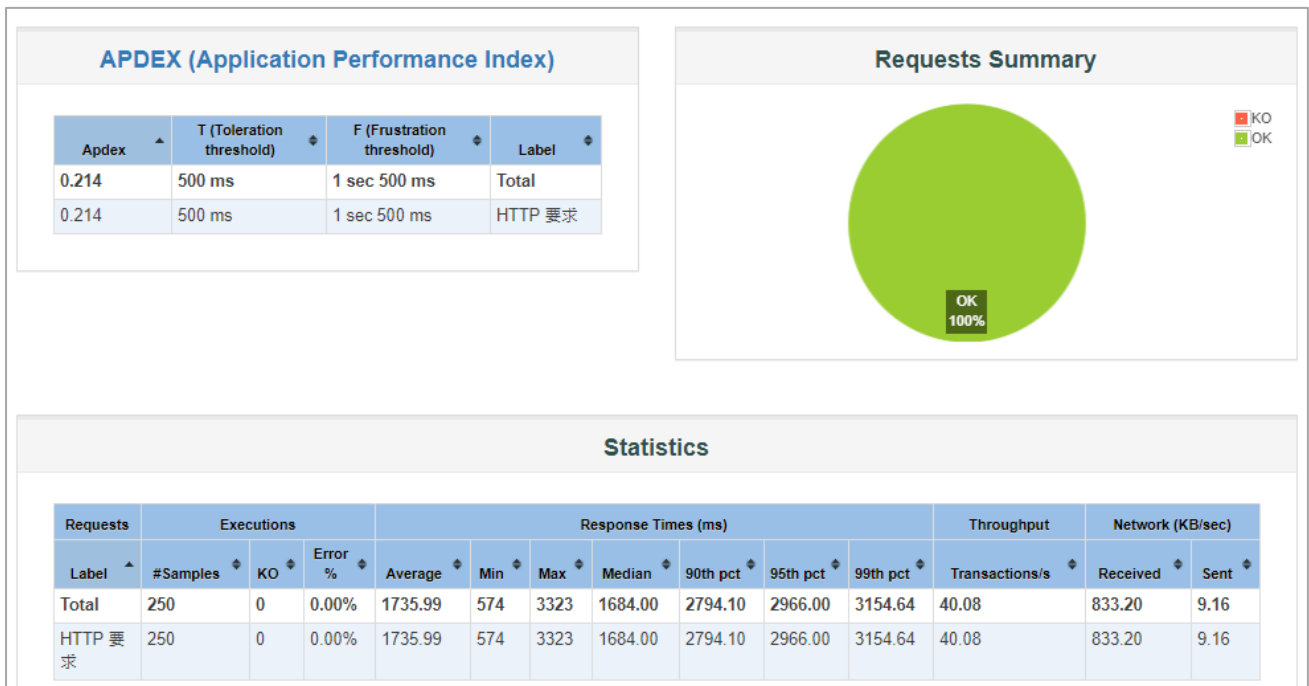 APDEX (Application Performance Index)
Apdex T (Toleration threshold) F (Frustration threshold) Label
0.214 500 ms 1 sec 500 ms Total
0.214 500 ms 1 sec 500 ms HTTP 要求
Requests Summary
KO
OK
OK
100%
Statistics
Requests Executions Response Times (ms) Throughput Network (KB/sec)
Label #Samples KO Error % Average Min Max Median 90th pct 95th pct 99th pct Transactions/s Received Sent
Total 250 0 0.00% 1735.99 574 3323 1684.00 2794.10 2966.00 3154.64 40.08 833.20 9.16
HTTP 要求 250 0 0.00% 1735.99 574 3323 1684.00 2794.10 2966.00 3154.64 40.08 833.20 9.16